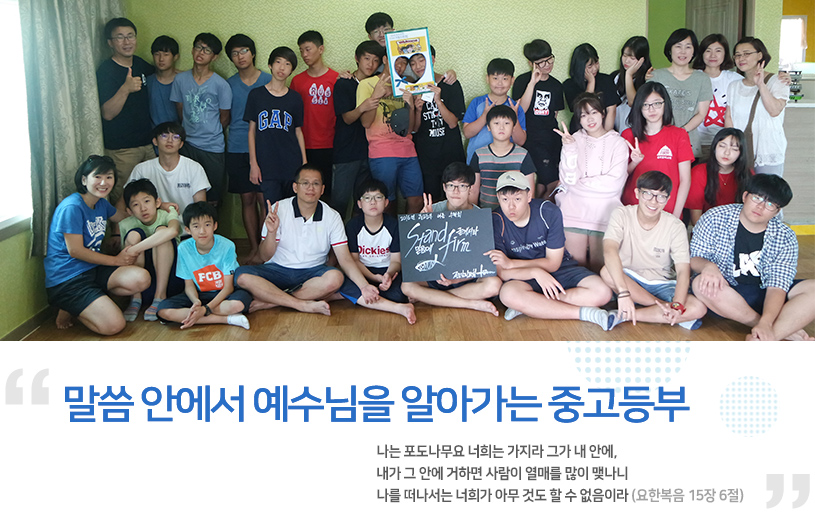 GAP
Dickies
FCB
Stand
firm
말씀 안에서 예수님을 알아가는 중고등부
나는 포도나무요 너희는 가지라 그가 내 안에,
내가 그 안에 거하면 사람이 열매를 많이 맺나니
나를 떠나서는 너희가 아무 것도 할 수 없음이라 (요한복음 15장 6절)